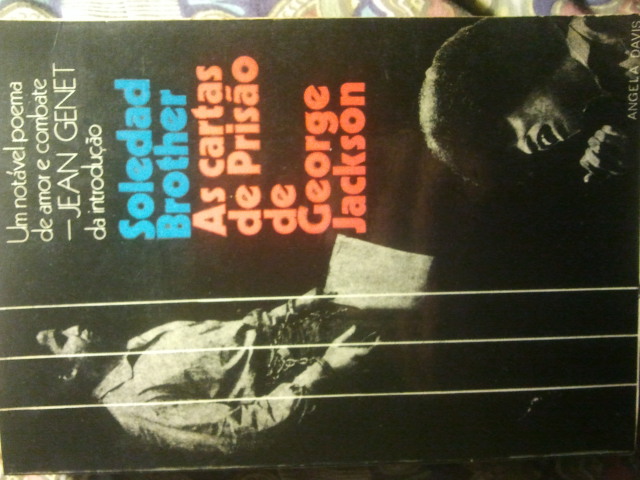 Um notável poema
de amor e combate
— JEAN GENET
da introdução
Soledad
Brother
As cartas
de Prisão
de
George
Jackson
ANGELA DAVIS